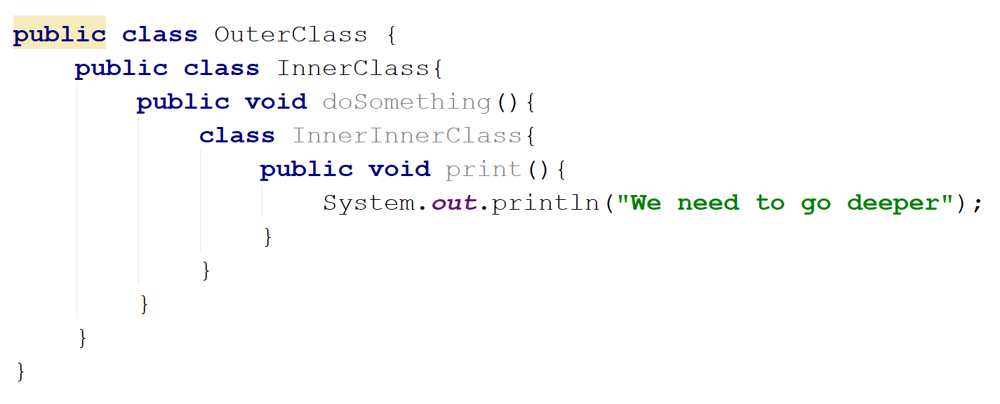 public class OuterClass {
    public class InnerClass{
        public void doSomething(){
            class InnerInnerClass{
                public void print(){
                    System.out.println("We need to go deeper");
                }
            }
        }
    }
}